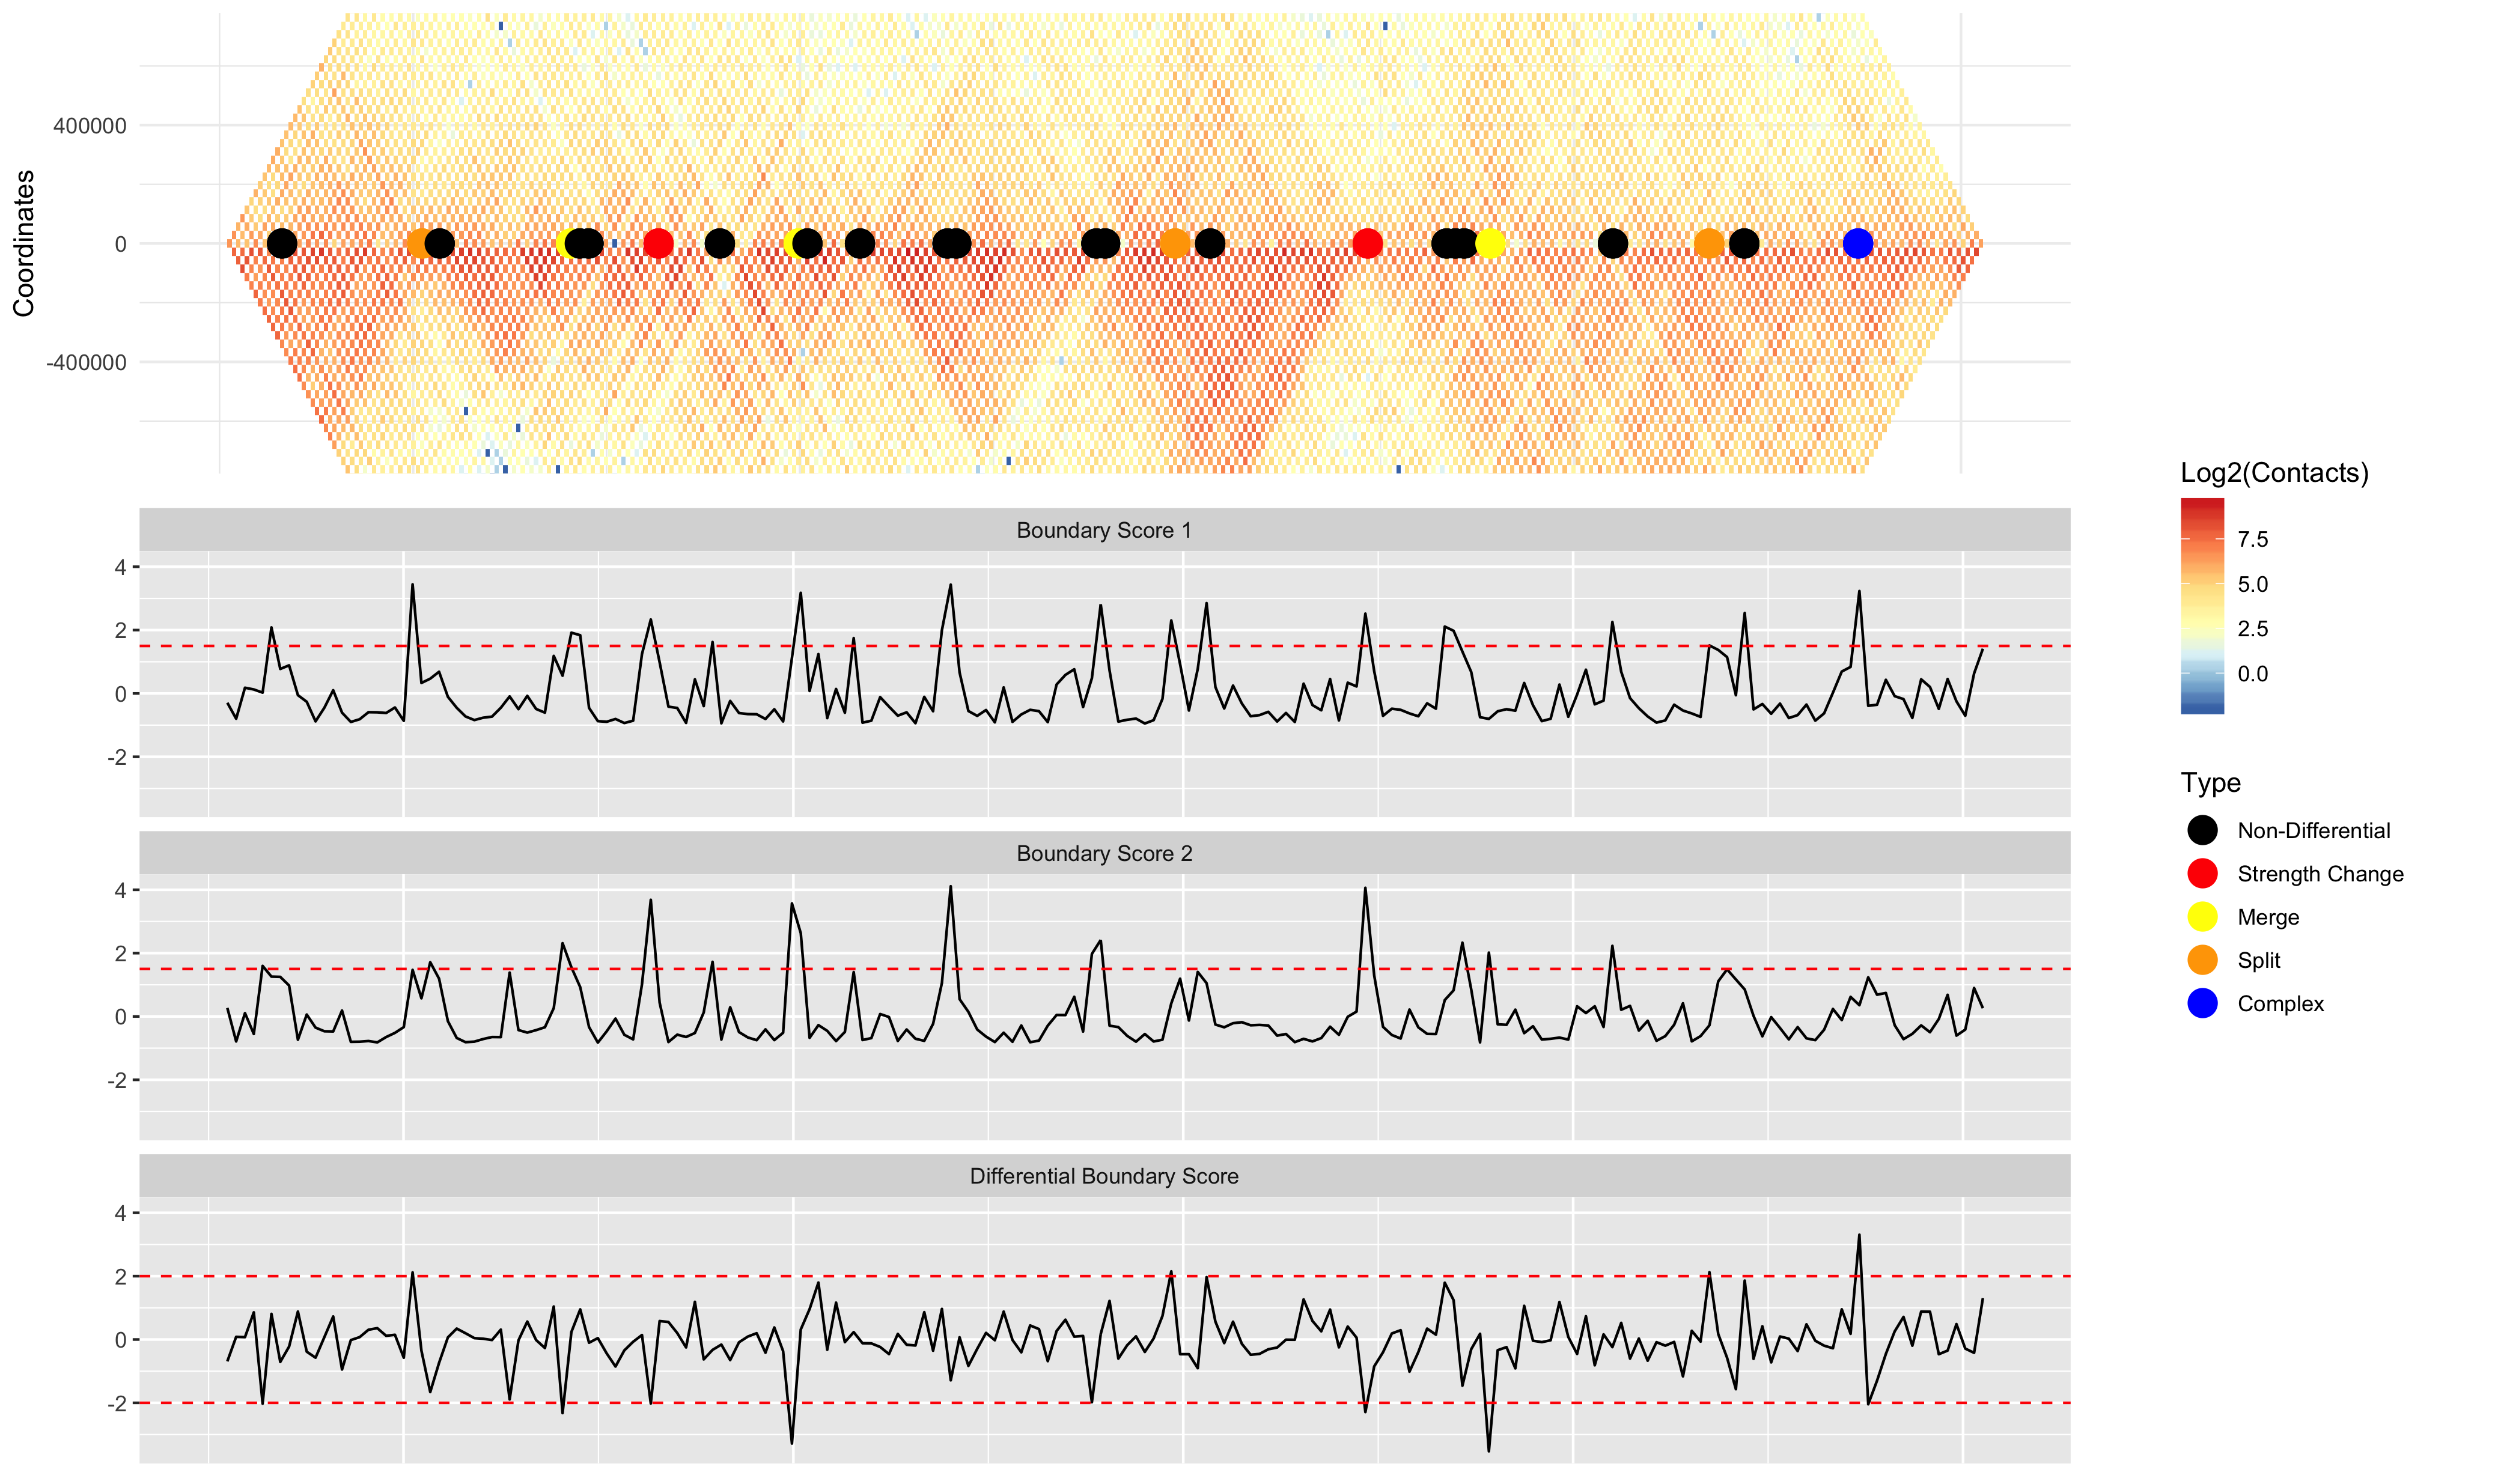 Coordinates
400000
0
-400000
Boundary Score 1
4
2
0
-2
Boundary Score 2
4
2
0
-2
Differential Boundary Score
4
2
0
-2
Log2(Contacts)
7.5
5.0
2.5
0.0
Type
Non-Differential
Strength Change
Merge
Split
Complex